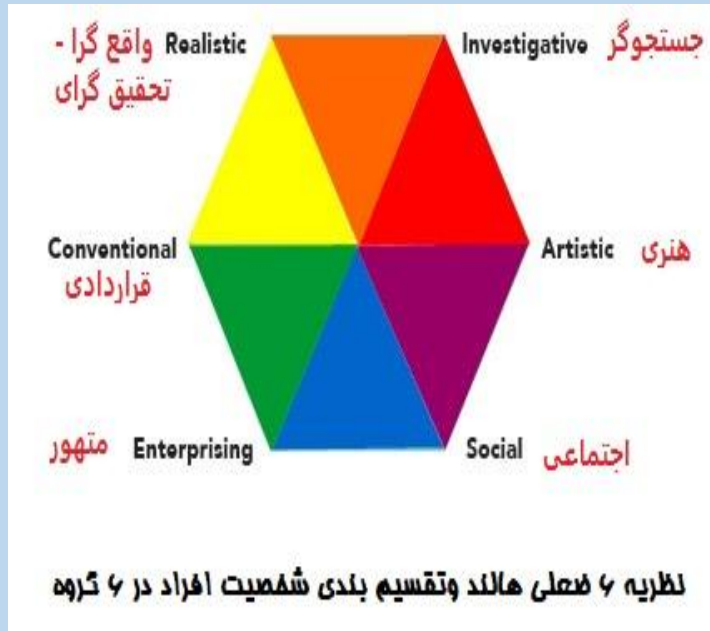 واقع گرا - Realistic
تحقیق گرای
Investigative جستجوگر
Conventional
قراردادی
Artistic هنری
متهور Enterprising
Social اجتماعی
نظریه ۶ ضعلی هالند وتقسیم بندی شخصیت افراد در ۶ گروه